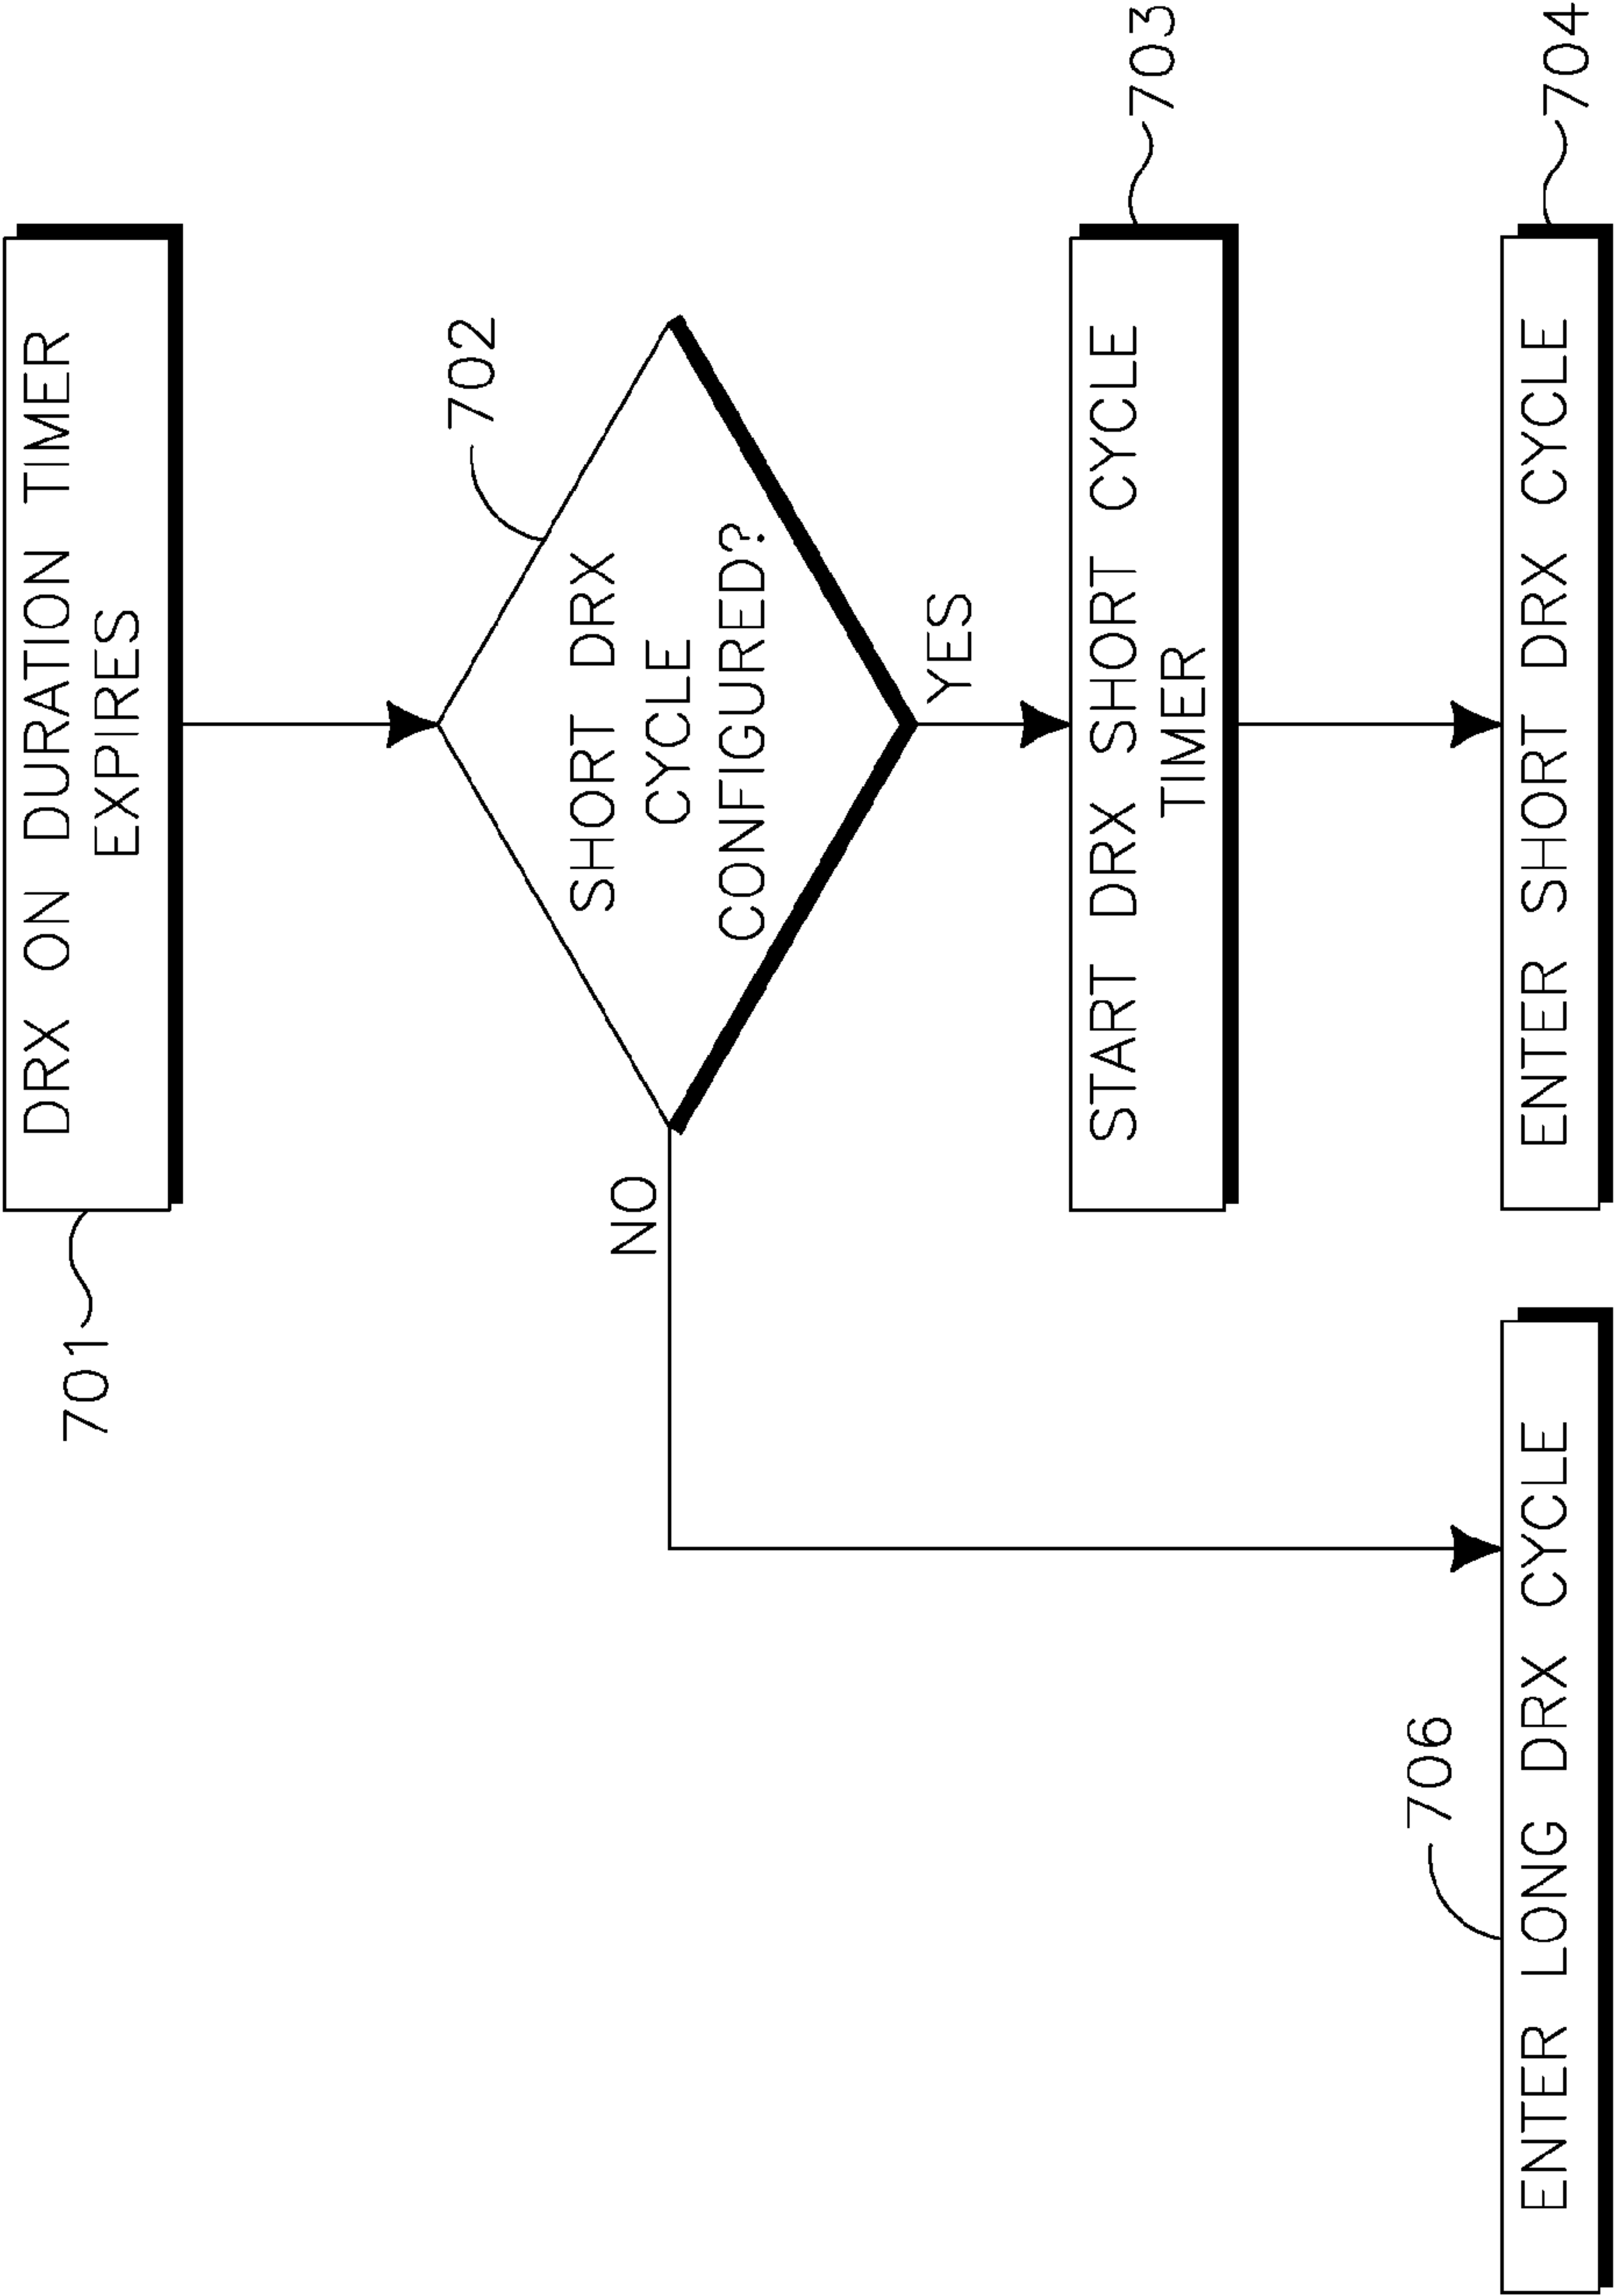 701
DRX ON DURATION TIMER
EXPIRES
702
SHORT DRX
CYCLE
CONFIGURED?
NO
YES
START DRX SHORT CYCLE
TIMER
703
706
ENTER LONG DRX CYCLE
ENTER SHORT DRX CYCLE
704